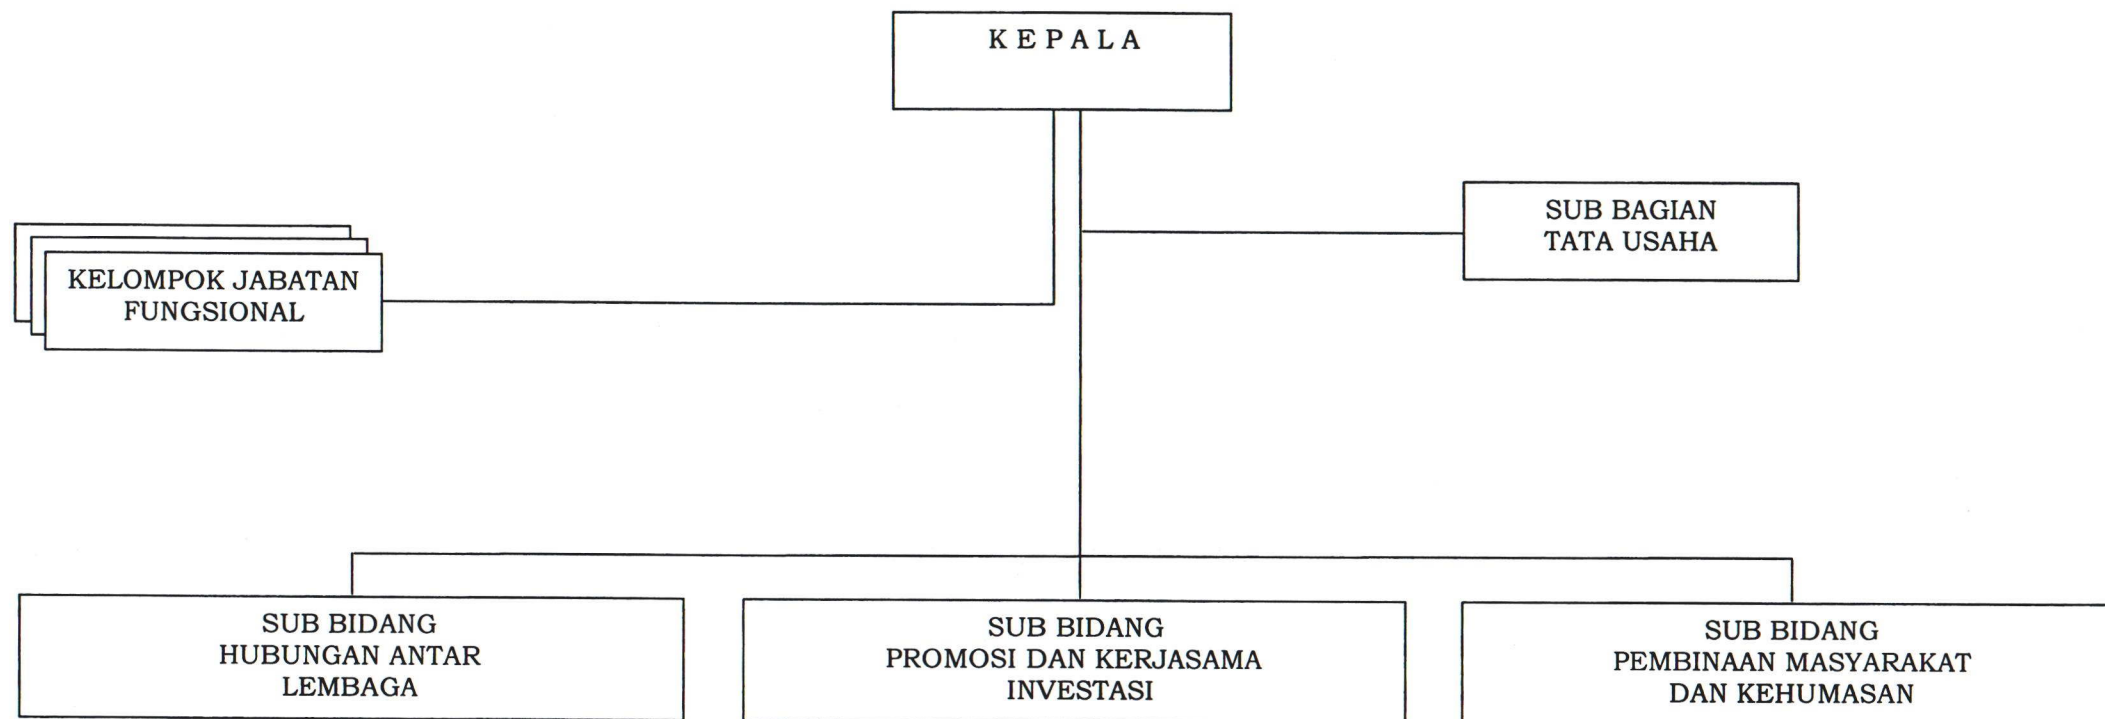 K E P A L A
SUB BAGIAN
TATA USAHA
KELOMPOK JABATAN
FUNGSIONAL
SUB BIDANG
HUBUNGAN ANTAR
LEMBAGA
SUB BIDANG
PROMOSI DAN KERJASAMA
INVESTASI
SUB BIDANG
PEMBINAAN MASYARAKAT
DAN KEHUMASAN